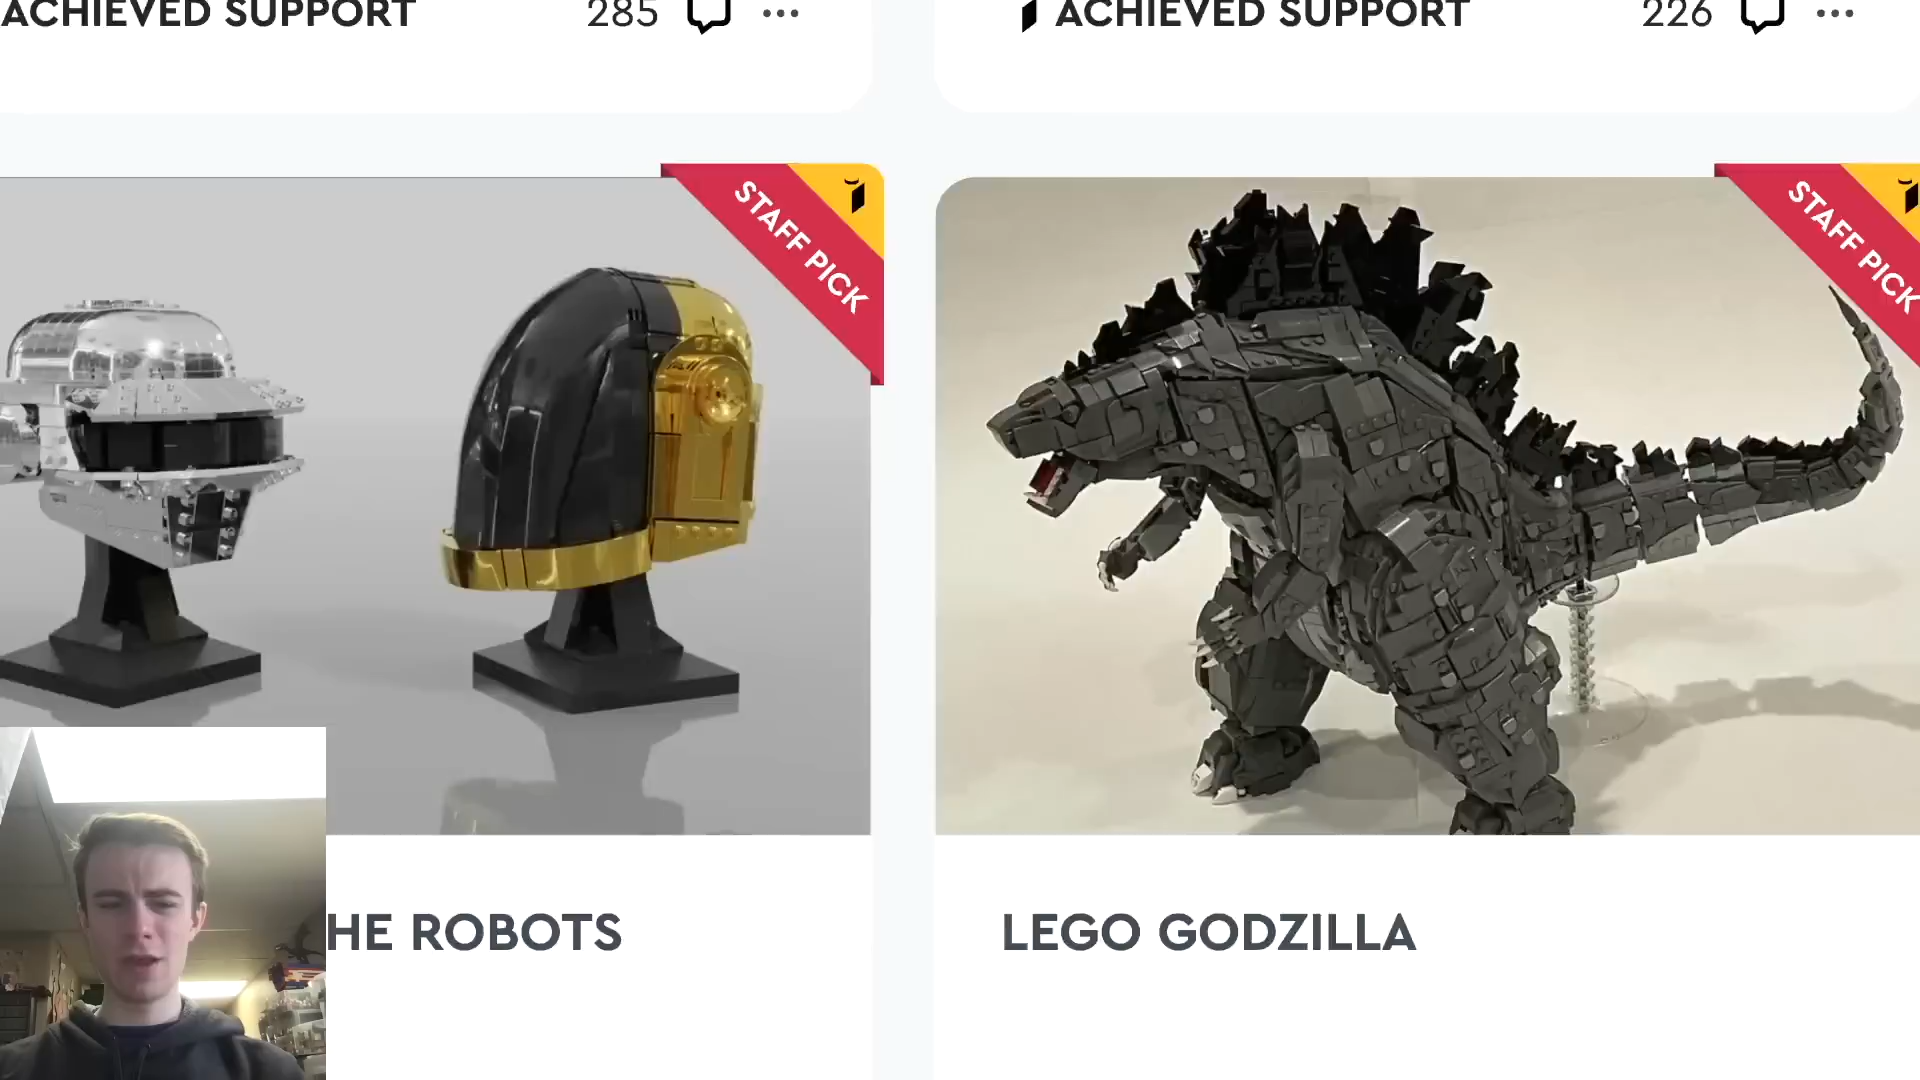 ACHIEVED SUPPORT 285
ACHIEVED SUPPORT 226
STAFF PICK
STAFF PICK
HE ROBOTS
LEGO GODZILLA